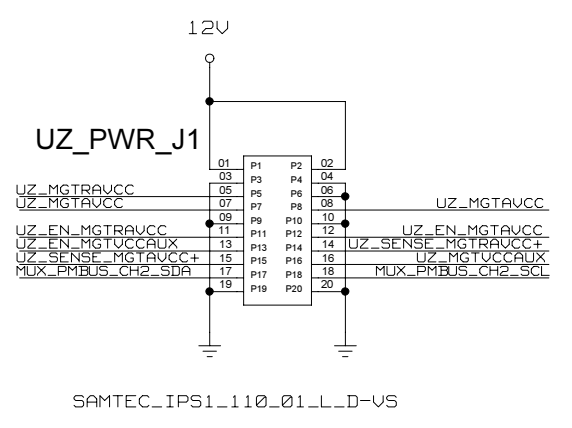 12V
UZ_PWR_J1
01 P1 P2 02
03 P3 P4 04
UZ_MGTRAVCC 05 P5 P6 06
UZ_MGTAVCC 07 P7 P8 08 UZ_MGTAVCC
09 P9 P10 10
UZ_EN_MGTRAVCC 11 P11 P12 12 UZ_EN_MGTAVCC
UZ_EN_MGTVCCAUX 13 P13 P14 14 UZ_SENSE_MGTRAVCC+
UZ_SENSE_MGTAVCC+ 15 P15 P16 16 UZ_MGTVCCAUX
MUX_PMBUS_CH2_SDA 17 P17 P18 18 MUX_PMBUS_CH2_SCL
19 P19 P20 20
SAMTEC_IPS1_110_01_L_D-VS